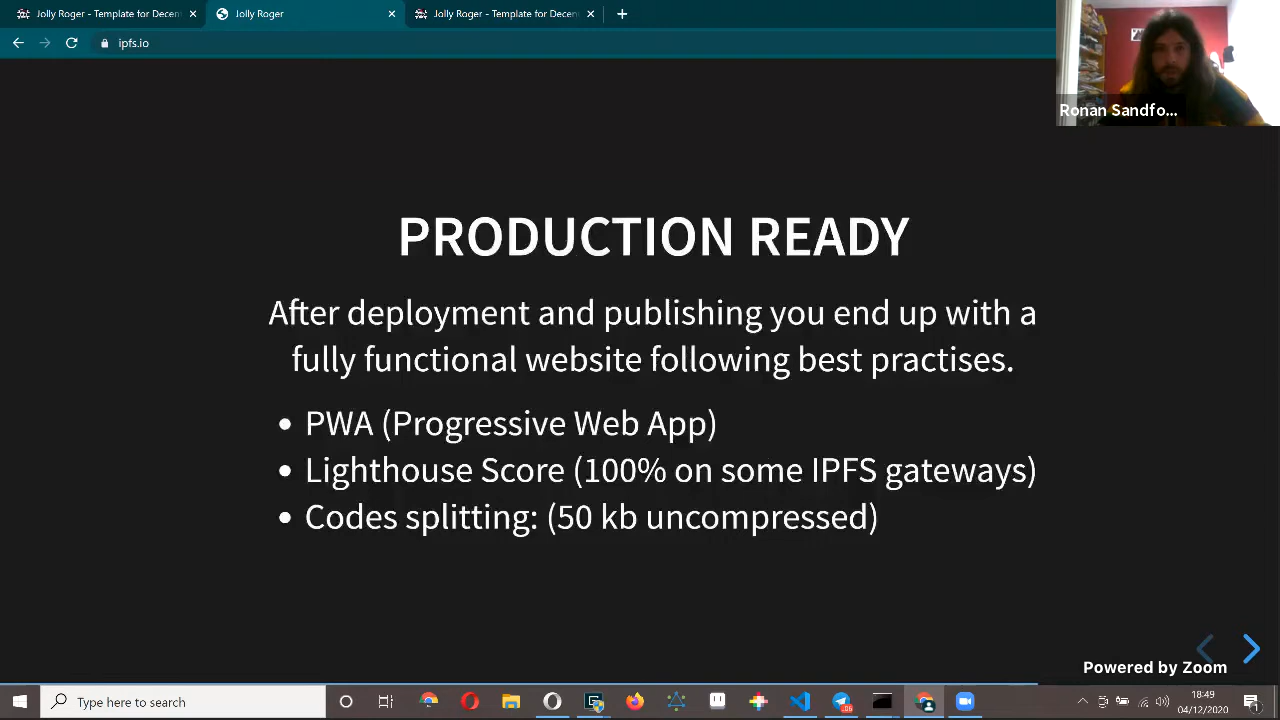 Jolly Roger - Template for Decen
Jolly Roger
Jolly Roger - Template for Decen
ipfs.io
Ronan Sandfo...
PRODUCTION READY
After deployment and publishing you end up with a
fully functional website following best practises.
• PWA (Progressive Web App)
• Lighthouse Score (100% on some IPFS gateways)
• Codes splitting: (50 kb uncompressed)
Powered by Zoom
Type here to search
18:49
04/12/2020